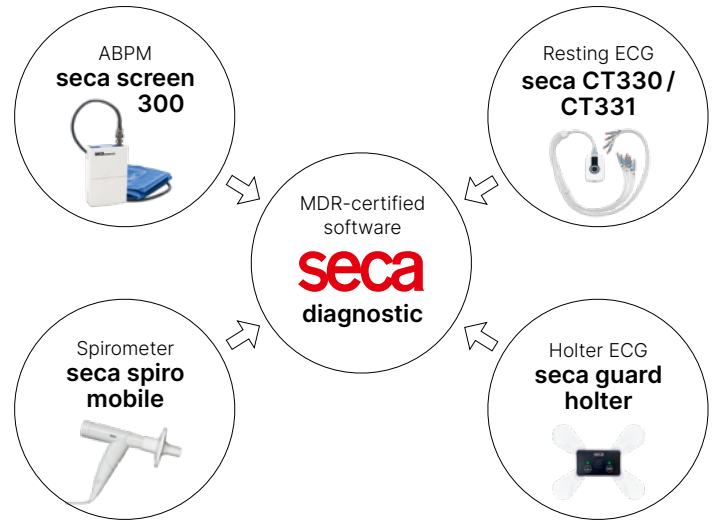 ABPM
seca screen
300
Resting ECG
seca CT330 /
CT331
MDR-certified
software
seca
diagnostic
Spirometer
seca spiro
mobile
Holter ECG
seca guard
holter
seca